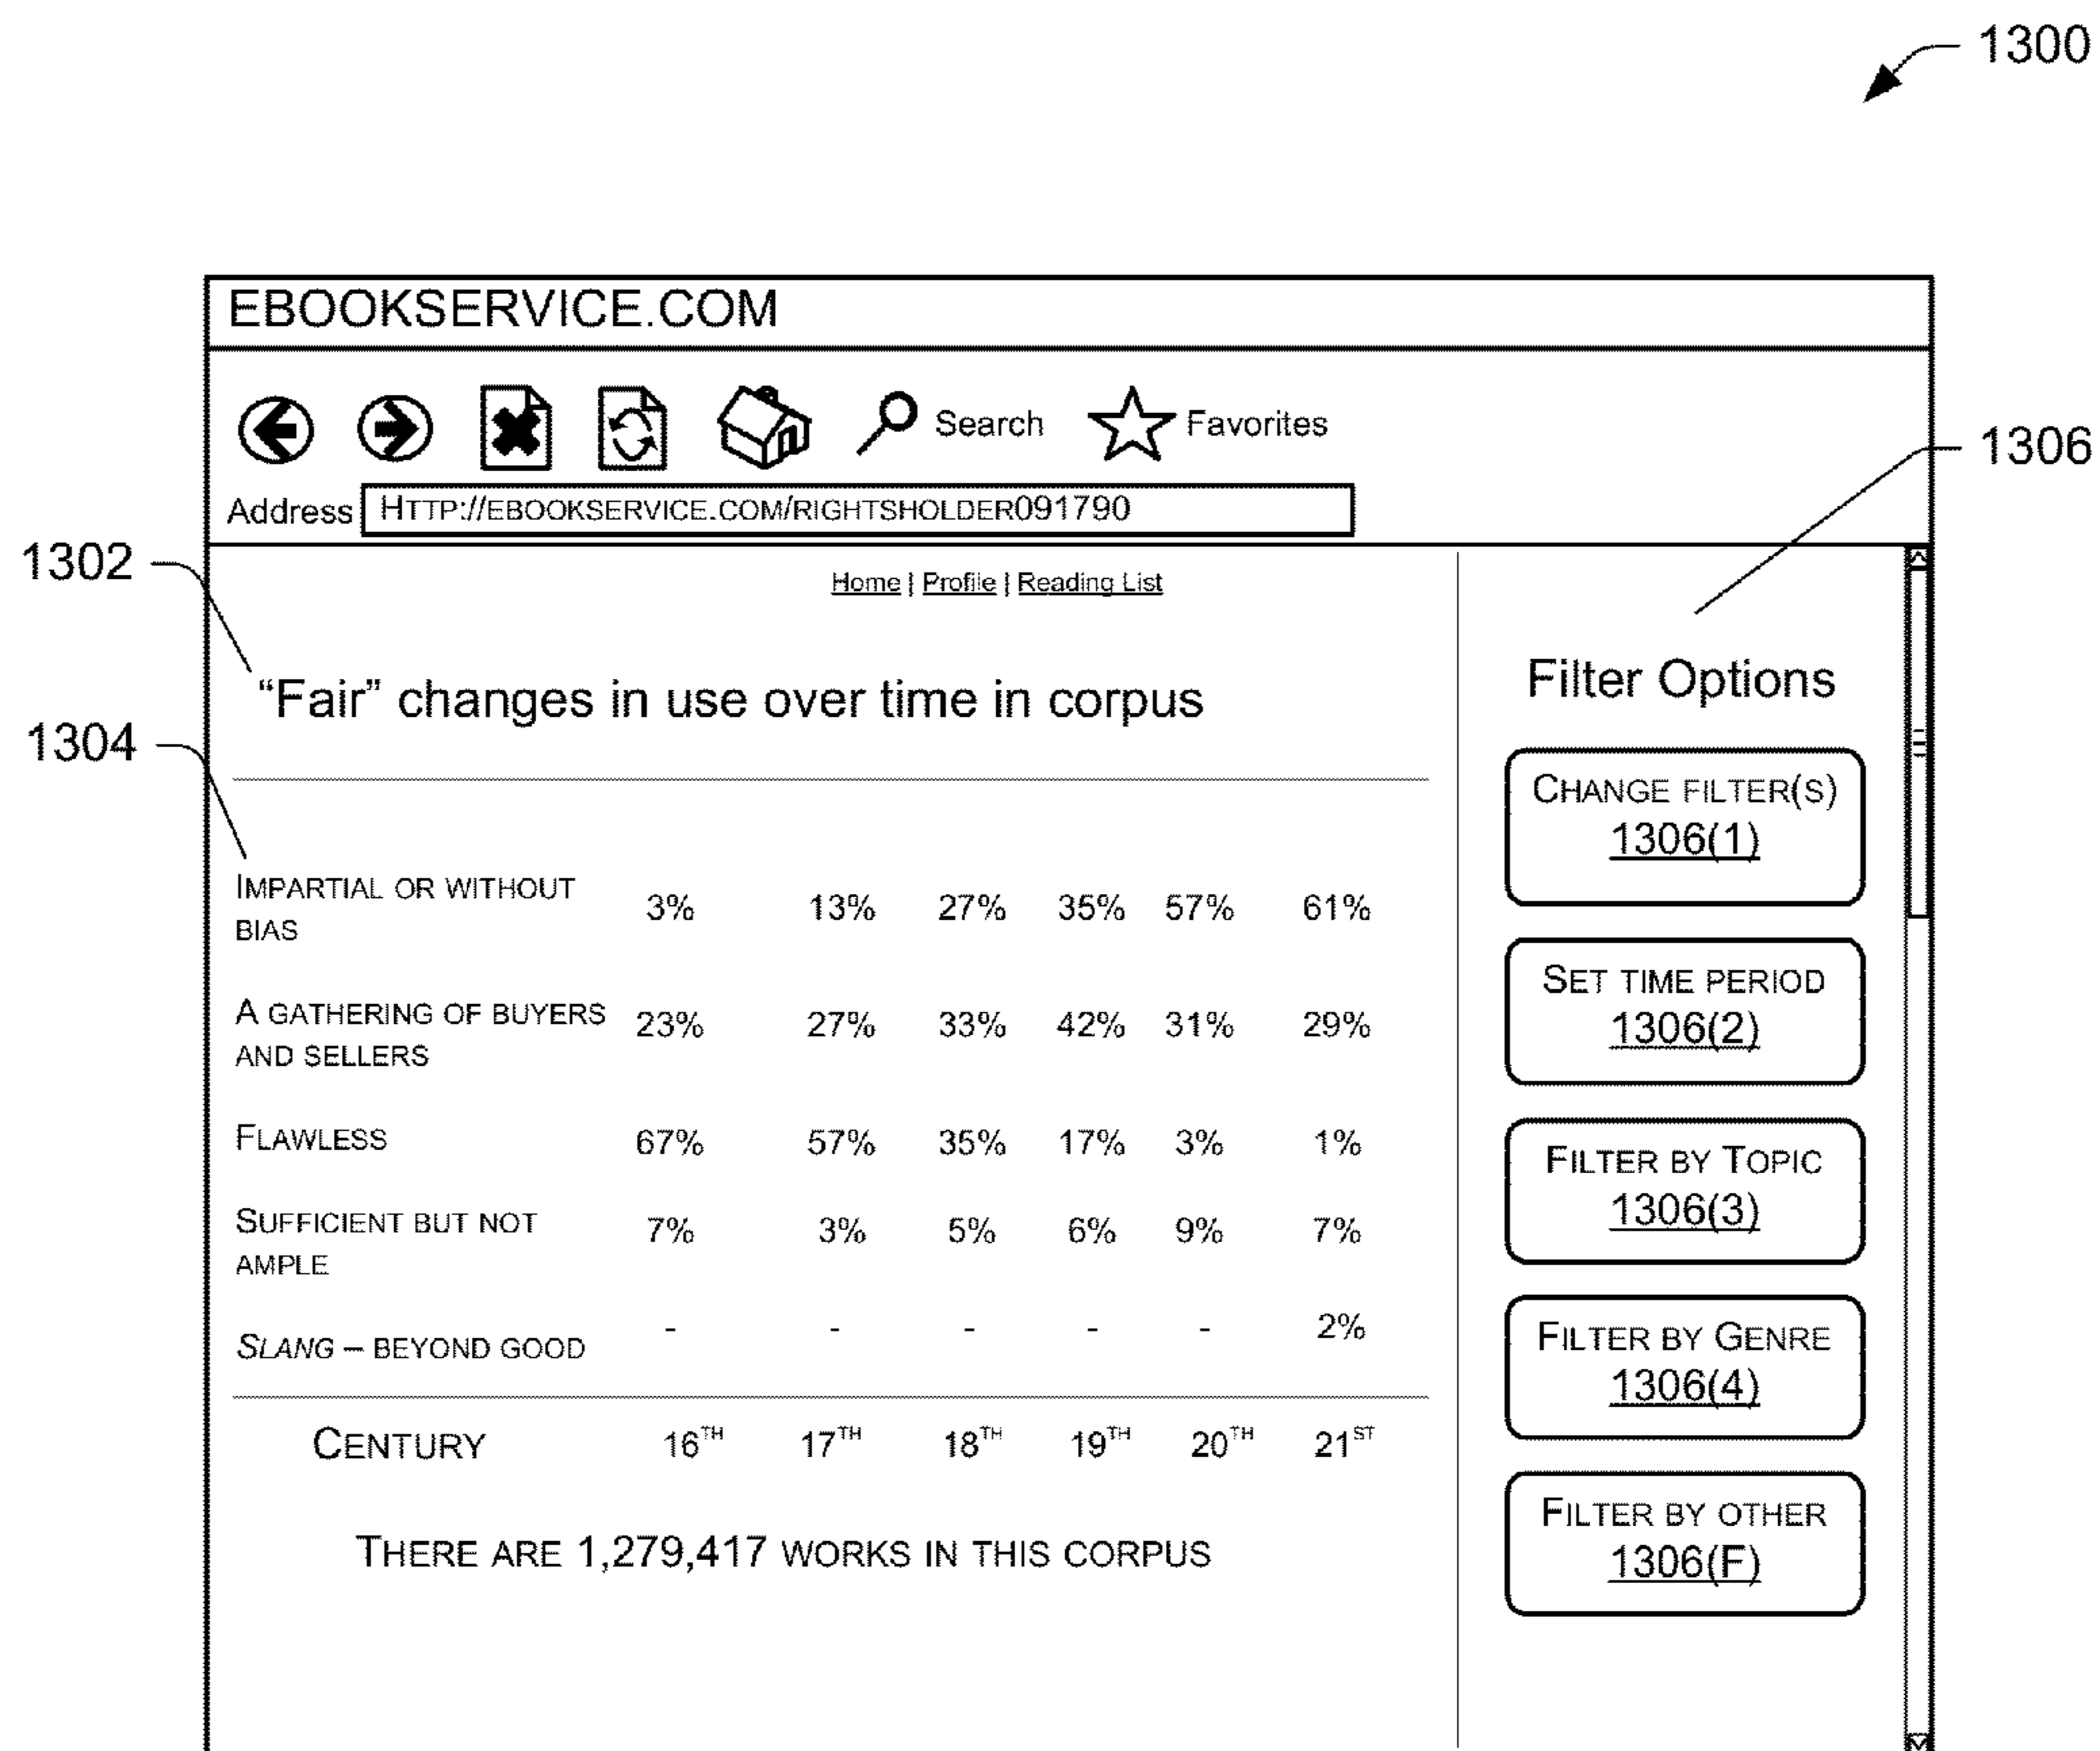 1300
EBOOKSERVICE.COM
Search Favorites
1306
Address HTTP://EBOOKSERVICE.COM/RIGHTSHOLDER091790
1302
Home | Profile | Reading List
“Fair” changes in use over time in corpus
1304
IMPARTIAL OR WITHOUT
BIAS
3% 13% 27% 35% 57% 61%
A GATHERING OF BUYERS
AND SELLERS
23% 27% 33% 42% 31% 29%
FLAWLESS 67% 57% 35% 17% 3% 1%
SUFFICIENT BUT NOT
AMPLE
7% 3% 5% 6% 9% 7%
SLANG – BEYOND GOOD - - - - - 2%
CENTURY 16TH 17TH 18TH 19TH 20TH 21ST
THERE ARE 1,279,417 WORKS IN THIS CORPUS
Filter Options
CHANGE FILTER(S)
1306(1)
SET TIME PERIOD
1306(2)
FILTER BY TOPIC
1306(3)
FILTER BY GENRE
1306(4)
FILTER BY OTHER
1306(F)